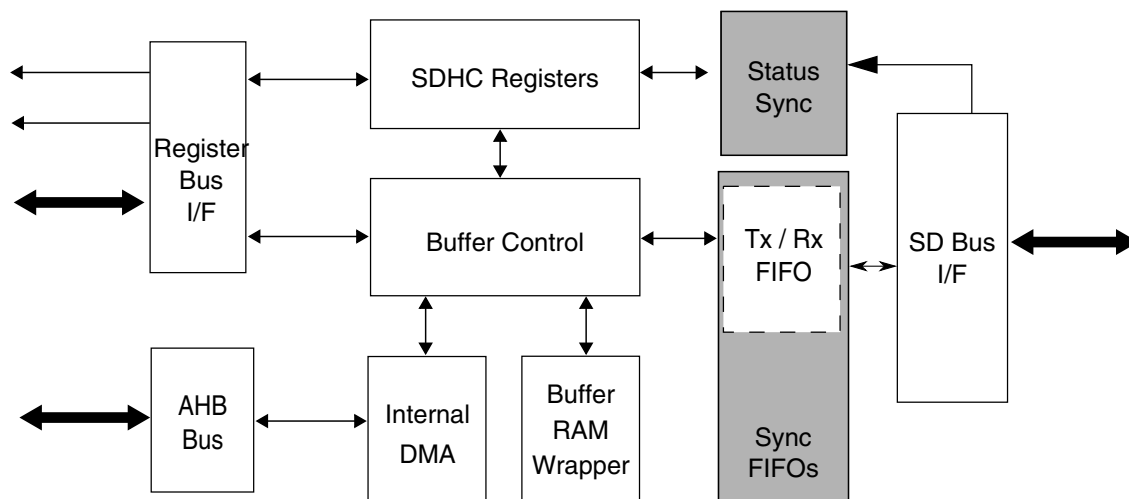 SDHC Registers
Status
Sync
Register
Bus
I/F
Buffer Control
Tx / Rx
FIFO
SD Bus
I/F
AHB
Bus
Internal
DMA
Buffer
RAM
Wrapper
Sync
FIFOs